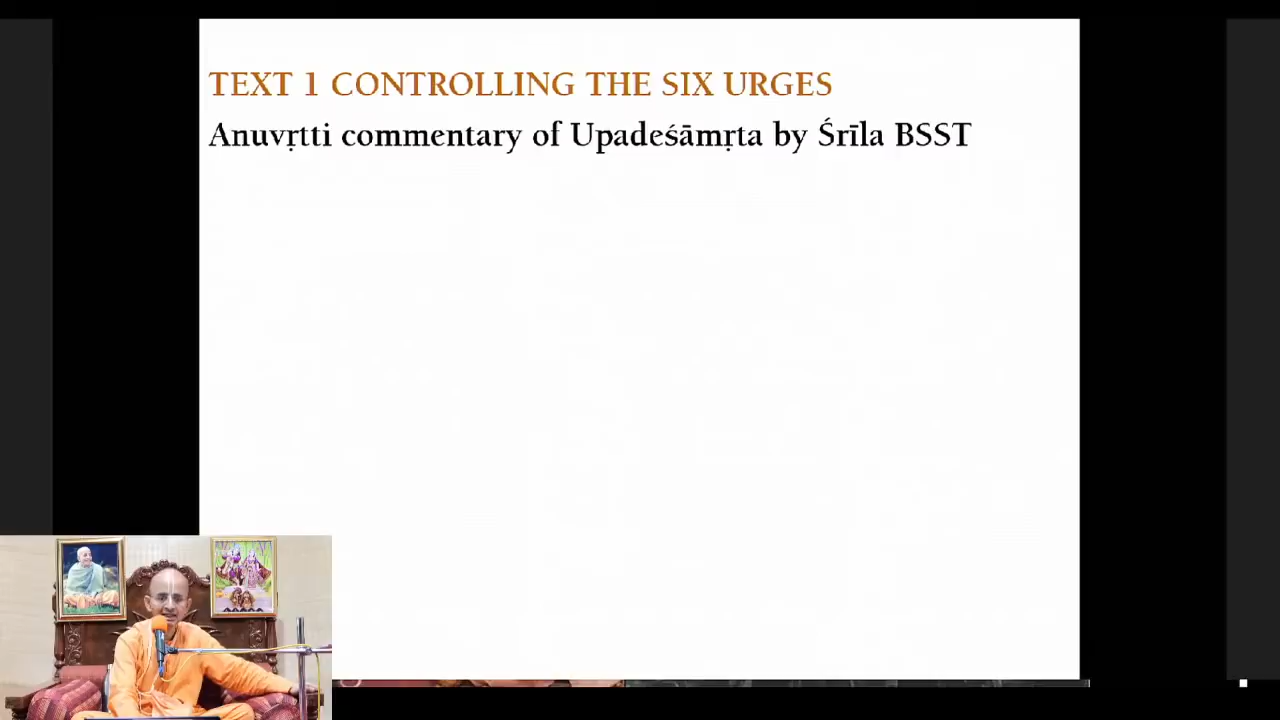 TEXT 1 CONTROLLING THE SIX URGES
Anuvṛtti commentary of Upadeśāmṛta by Śrīla BSST